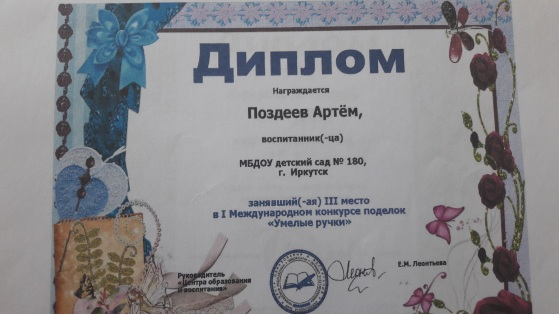 Диплом
Награждается
Поздеев Артём,
воспитанник(-ца)
МБДОУ детский сад № 180,
г. Иркутск
занявший(-ая) III место
в I Международном конкурсе поделок
«Умелые ручки»
Руководитель
«Центра образования
и воспитания»
Е.М. Леонтьева